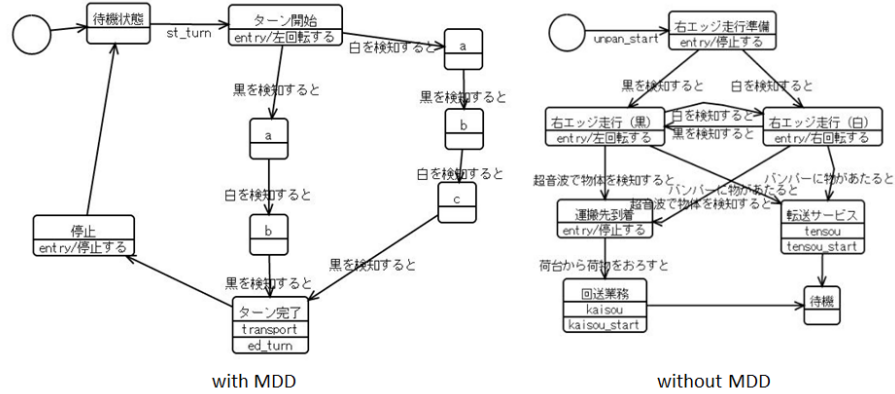 待機状態
st_turn
ターン開始
entry/左回転する
白を検知すると
a
黒を検知すると
黒を検知すると
a
b
白を検知すると
白を検知すると
c
b
停止
entry/停止する
黒を検知すると
黒を検知すると
ターン完了
transport
ed_turn
with MDD
unpan_start
右エッジ走行準備
entry/停止する
黒を検知すると
白を検知すると
右エッジ走行（黒）
entry/左回転する
白を検知すると
黒を検知すると
右エッジ走行（白）
entry/右回転する
超音波で物体を検知すると
バンパーに物があたると
バンパーに物があたると
超音波で物体を検知すると
運搬先到着
entry/停止する
転送サービス
tensou
tensou_start
荷台から荷物をおろすと
回送業務
kaisou
kaisou_start
待機
without MDD